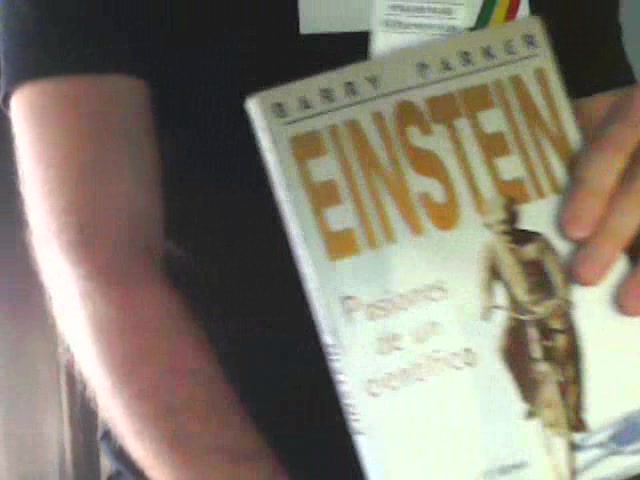 BARRY PARKER
EINSTEIN
Pasiones
de un
científico